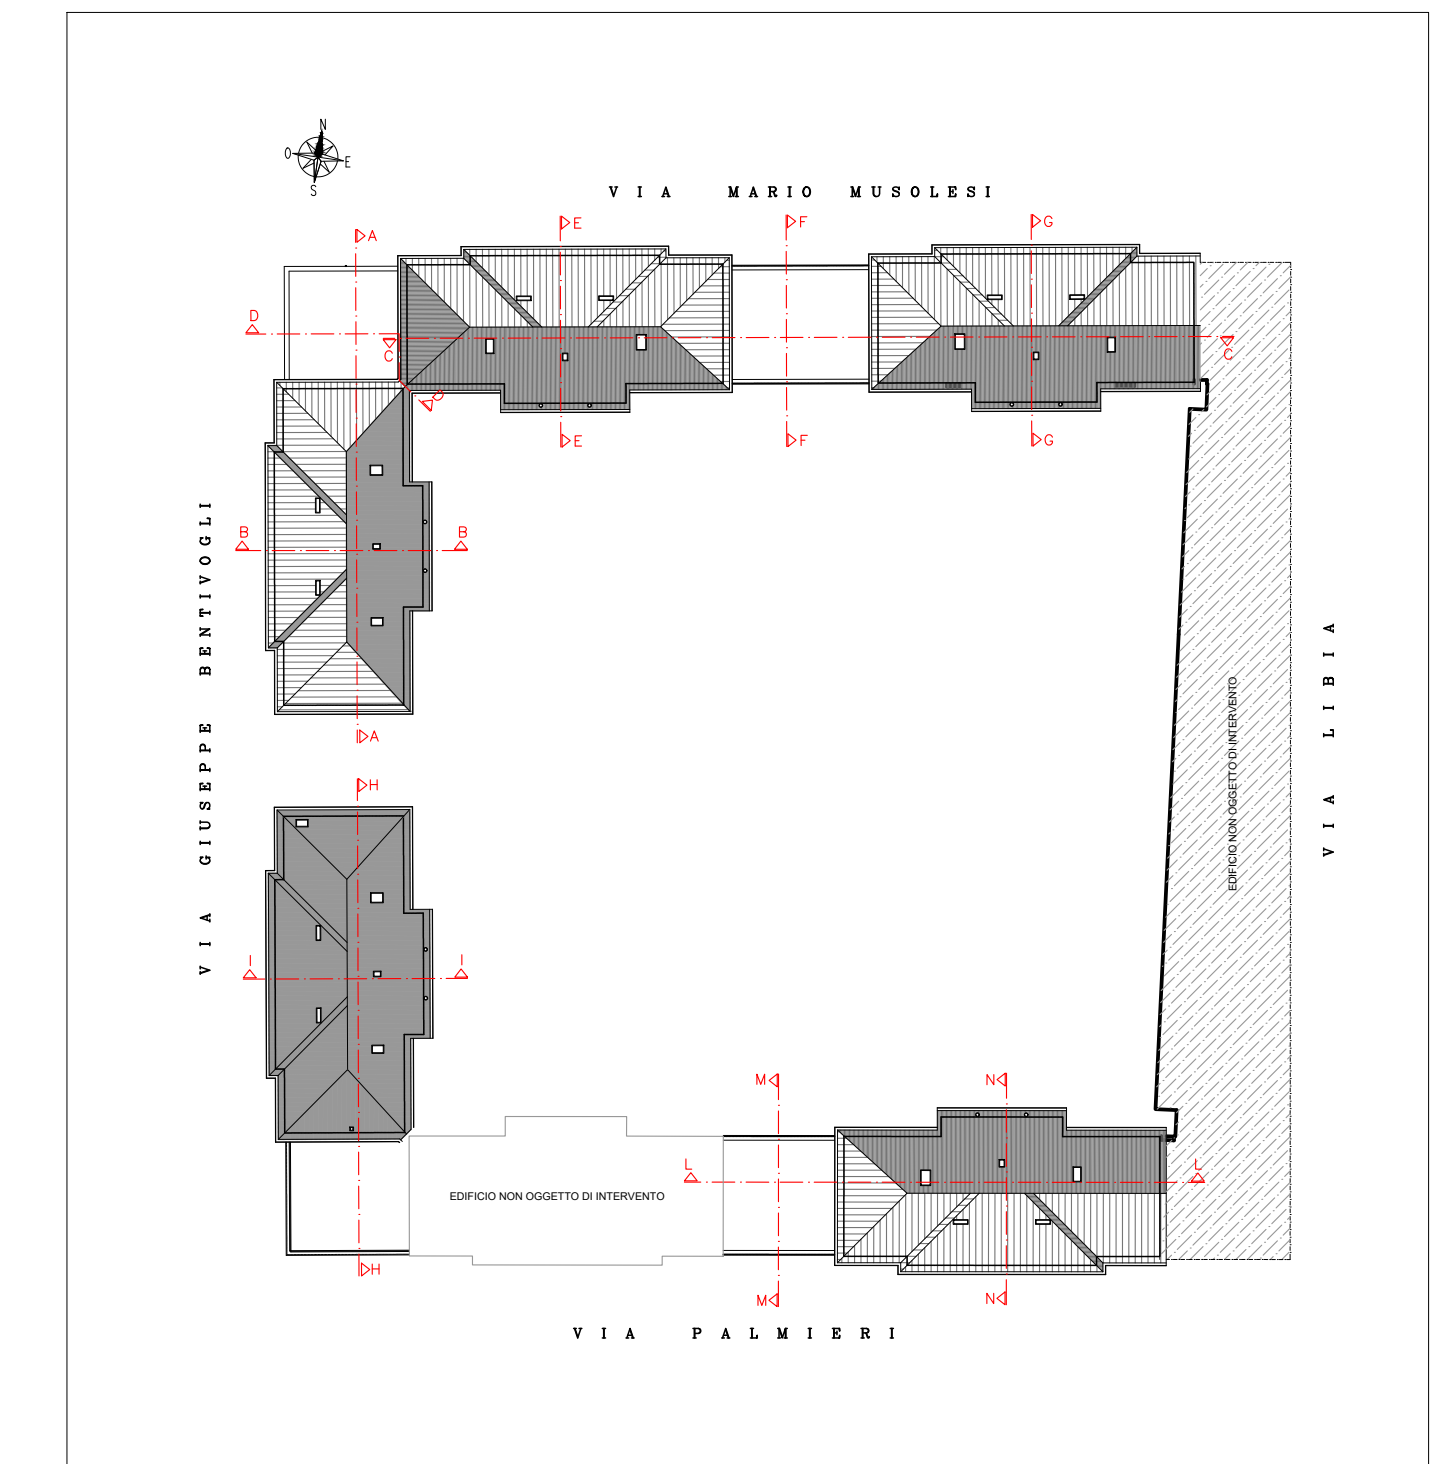 N
O
E
S
VIA MARIO MUSOLESI
A
E
F
G
D
C
C
D
E
F
G
B
B
VIA GIUSEPPE BENTIVOGLI
VIA LIBIA
EDIFICIO NON OGGETTO DI INTERVENTO
A
H
I
I
M
N
L
L
EDIFICIO NON OGGETTO DI INTERVENTO
H
M
N
VIA PALMIERI